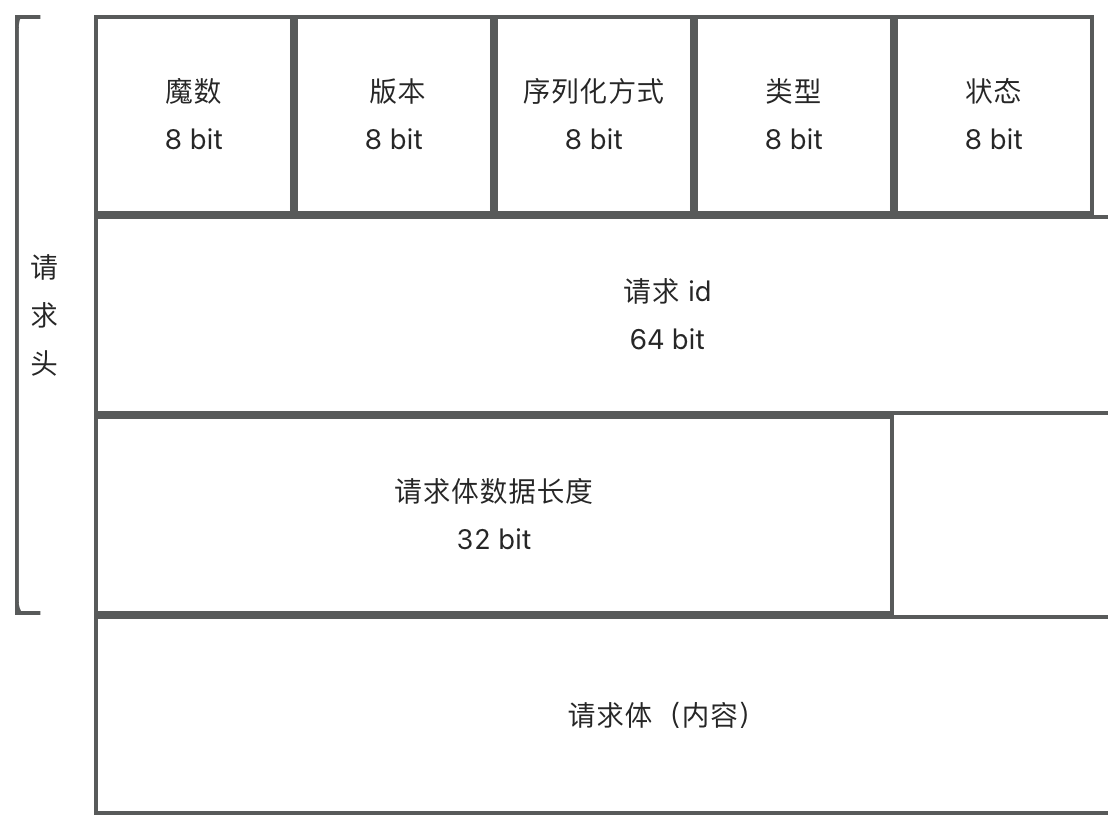 魔数
8 bit
版本
8 bit
序列化方式
8 bit
类型
8 bit
状态
8 bit
请
求
头
请求 id
64 bit
请求体数据长度
32 bit
请求体（内容）